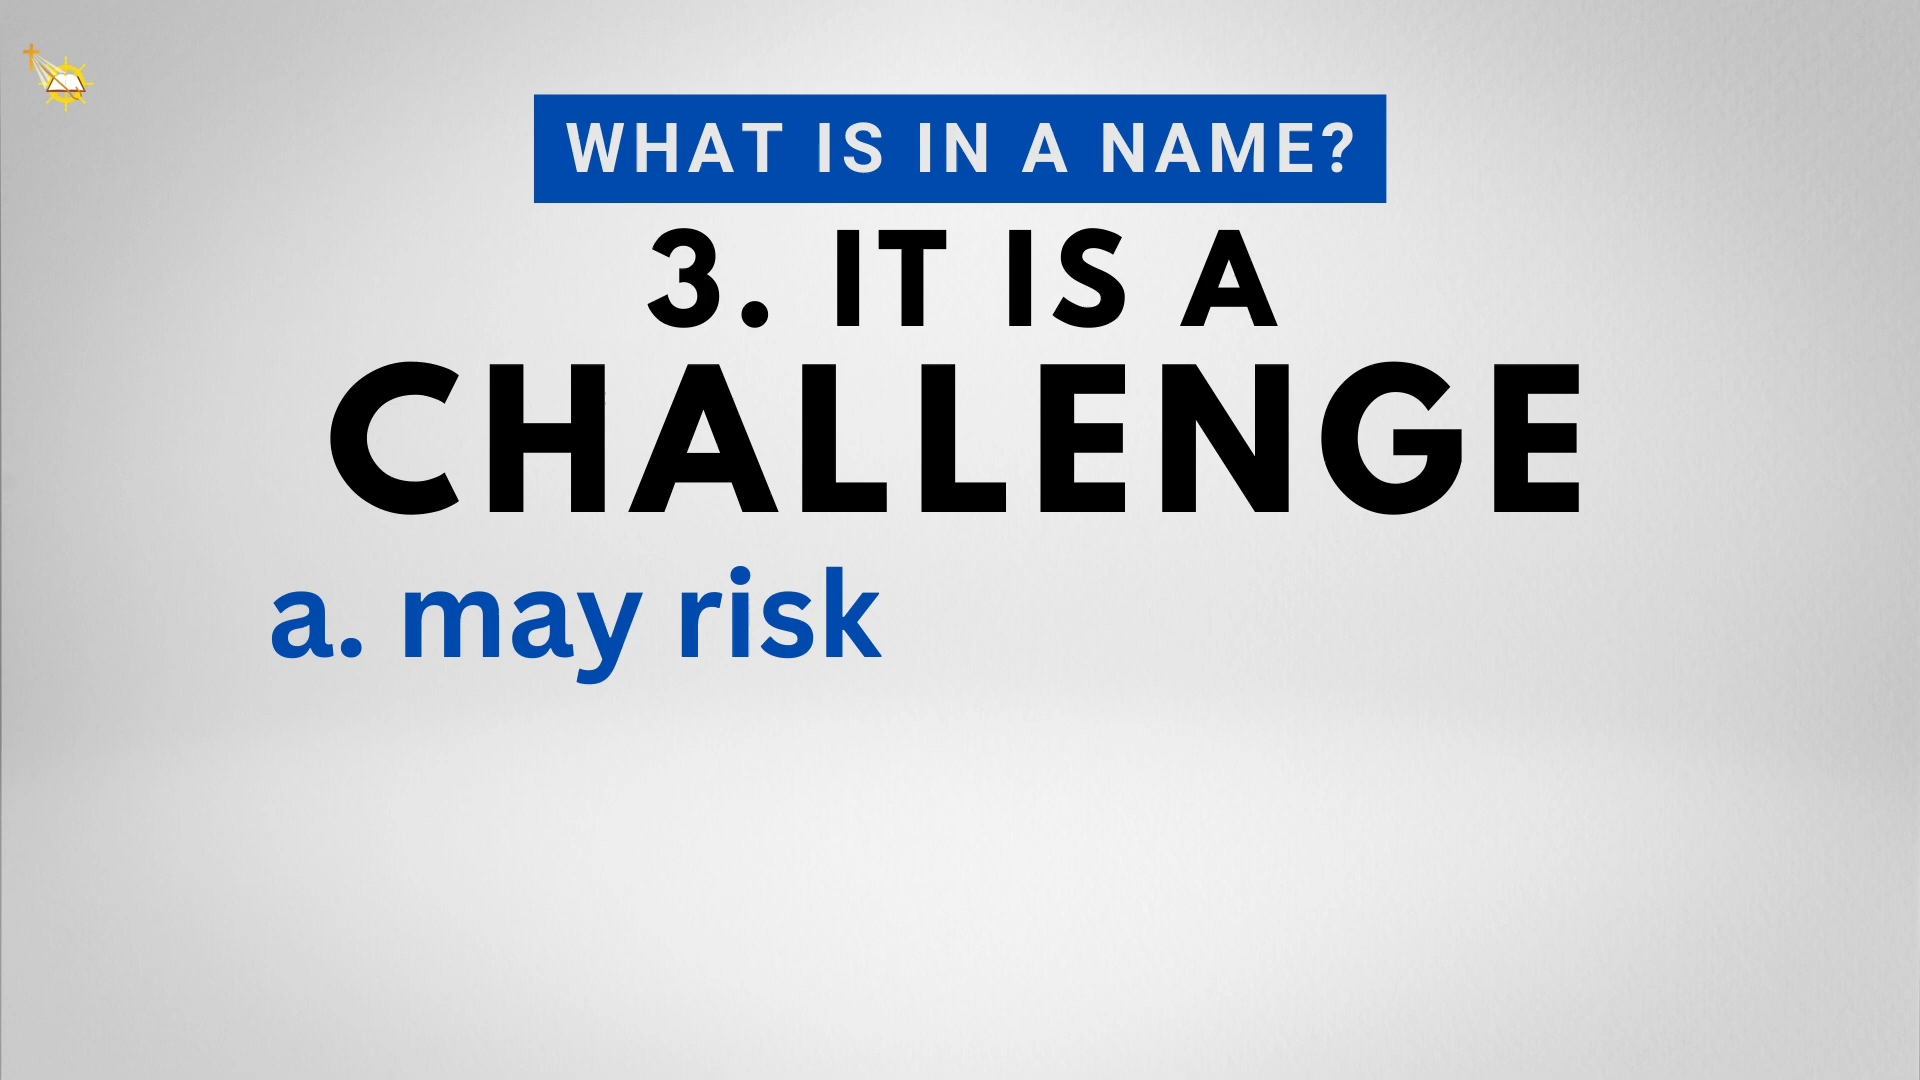 WHAT IS IN A NAME?
3. IT IS A
CHALLENGE
a. may risk